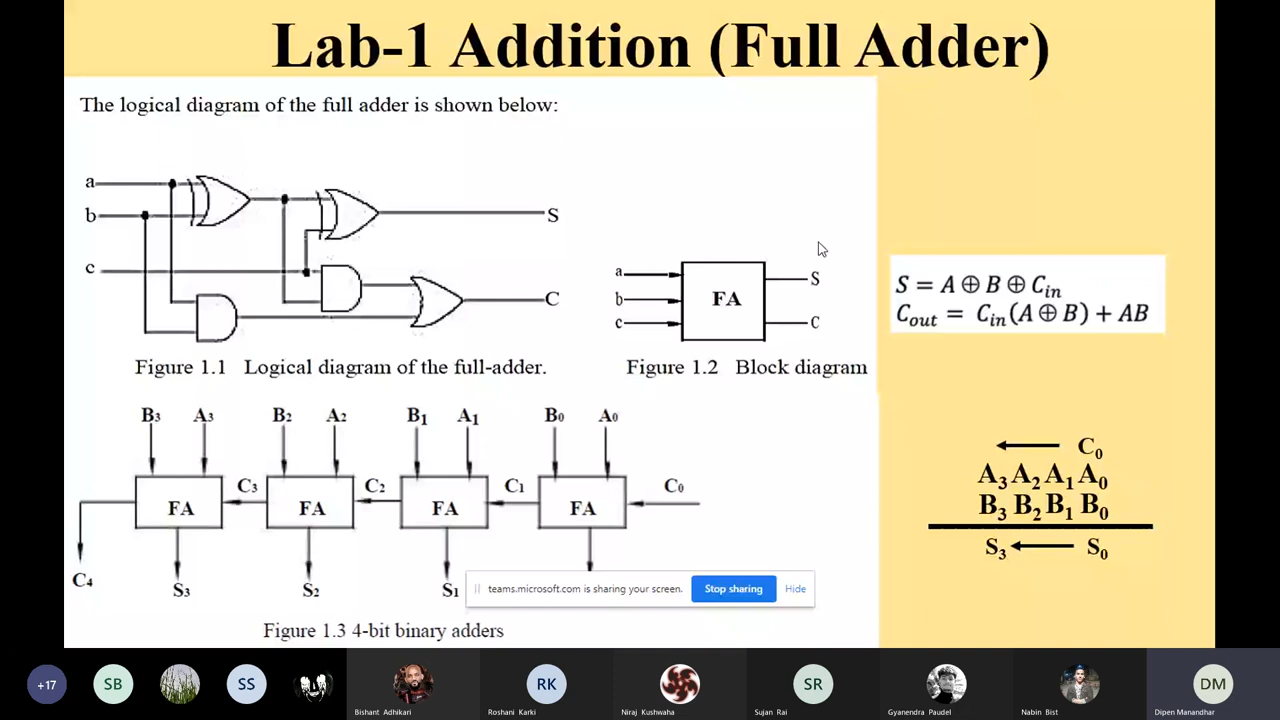 Lab-1 Addition (Full Adder)
The logical diagram of the full adder is shown below:
a
b
c
S
C
Figure 1.1 Logical diagram of the full-adder.
a
b
c
FA
S
C
Figure 1.2 Block diagram
S = A ⊕ B ⊕ C_in
C_out = C_in(A ⊕ B) + AB
B₃ A₃ B₂ A₂ B₁ A₁ B₀ A₀
FA C₃ FA C₂ FA C₁ FA C₀
C₄ S₃ S₂ S₁
Figure 1.3 4-bit binary adders
C₀
A₃ A₂ A₁ A₀
B₃ B₂ B₁ B₀
S₃ S₀
teams.microsoft.com is sharing your screen. Stop sharing Hide
+17 SB SS RK SR DM
Bishant Adhikari Roshani Karki Niraj Kushwaha Sujan Rai Gyanendra Paudel Nabin Bist Dipen Manandhar